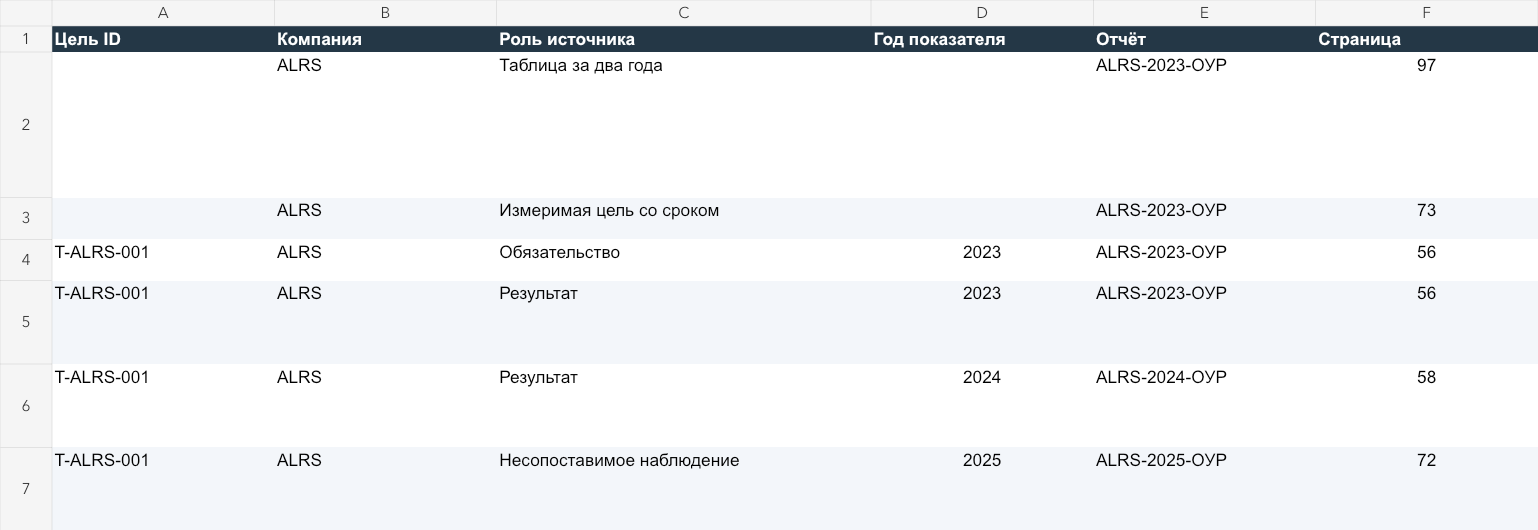 A B C D E F
1 Цель ID Компания Роль источника Год показателя Отчёт Страница
2 ALRS Таблица за два года ALRS-2023-ОУР 97
3 ALRS Измеримая цель со сроком ALRS-2023-ОУР 73
4 T-ALRS-001 ALRS Обязательство 2023 ALRS-2023-ОУР 56
5 T-ALRS-001 ALRS Результат 2023 ALRS-2023-ОУР 56
6 T-ALRS-001 ALRS Результат 2024 ALRS-2024-ОУР 58
7 T-ALRS-001 ALRS Несопоставимое наблюдение 2025 ALRS-2025-ОУР 72